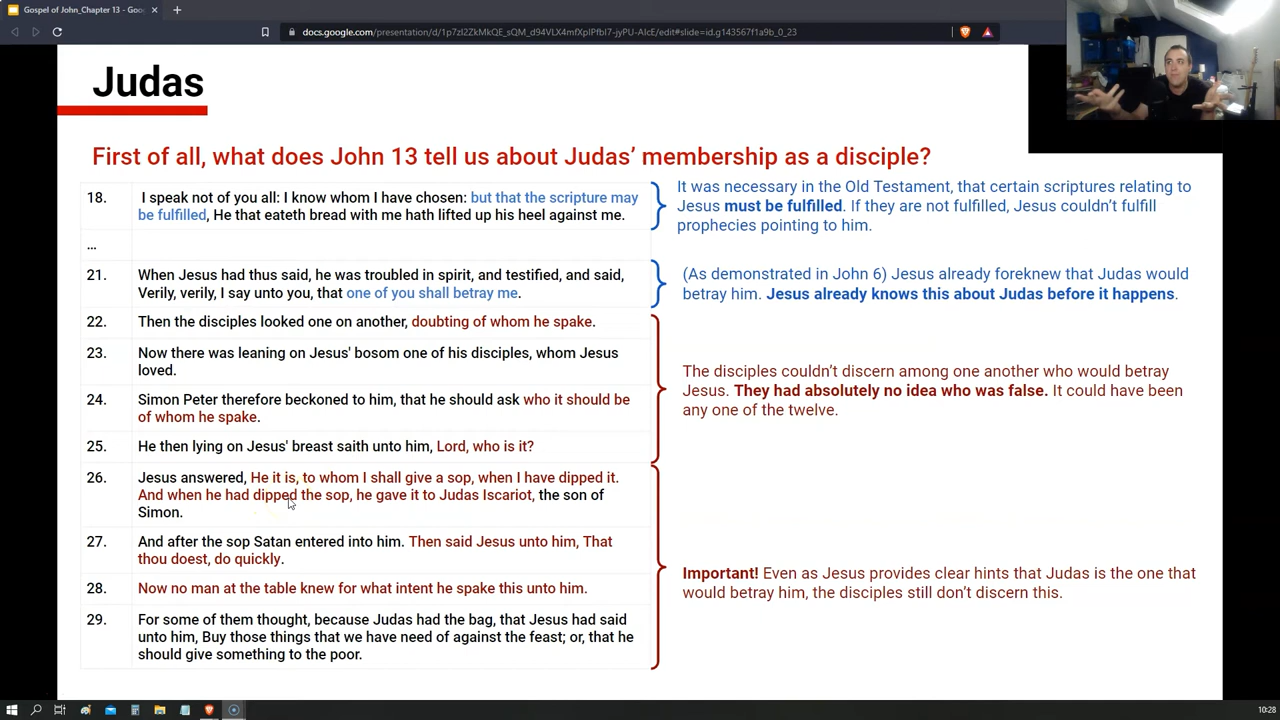 Gospel of John_Chapter 13 - Goo
docs.google.com/presentation/d/1p7zl2ZkMkQE_sQM_d94VLX4mfXplPfbI7-jyPU-AIcE/edit#slide=id.g143567f1a9b_0_23
Judas
First of all, what does John 13 tell us about Judas’ membership as a disciple?
18.
I speak not of you all: I know whom I have chosen: but that the scripture may
be fulfilled, He that eateth bread with me hath lifted up his heel against me.
It was necessary in the Old Testament, that certain scriptures relating to
Jesus must be fulfilled. If they are not fulfilled, Jesus couldn’t fulfill
prophecies pointing to him.
...
21.
When Jesus had thus said, he was troubled in spirit, and testified, and said,
Verily, verily, I say unto you, that one of you shall betray me.
(As demonstrated in John 6) Jesus already foreknew that Judas would
betray him. Jesus already knows this about Judas before it happens.
22.
Then the disciples looked one on another, doubting of whom he spake.
23.
Now there was leaning on Jesus' bosom one of his disciples, whom Jesus
loved.
24.
Simon Peter therefore beckoned to him, that he should ask who it should be
of whom he spake.
25.
He then lying on Jesus' breast saith unto him, Lord, who is it?
The disciples couldn’t discern among one another who would betray
Jesus. They had absolutely no idea who was false. It could have been
any one of the twelve.
26.
Jesus answered, He it is, to whom I shall give a sop, when I have dipped it.
And when he had dipped the sop, he gave it to Judas Iscariot, the son of
Simon.
27.
And after the sop Satan entered into him. Then said Jesus unto him, That
thou doest, do quickly.
28.
Now no man at the table knew for what intent he spake this unto him.
29.
For some of them thought, because Judas had the bag, that Jesus had said
unto him, Buy those things that we have need of against the feast; or, that he
should give something to the poor.
Important! Even as Jesus provides clear hints that Judas is the one that
would betray him, the disciples still don’t discern this.
10:28